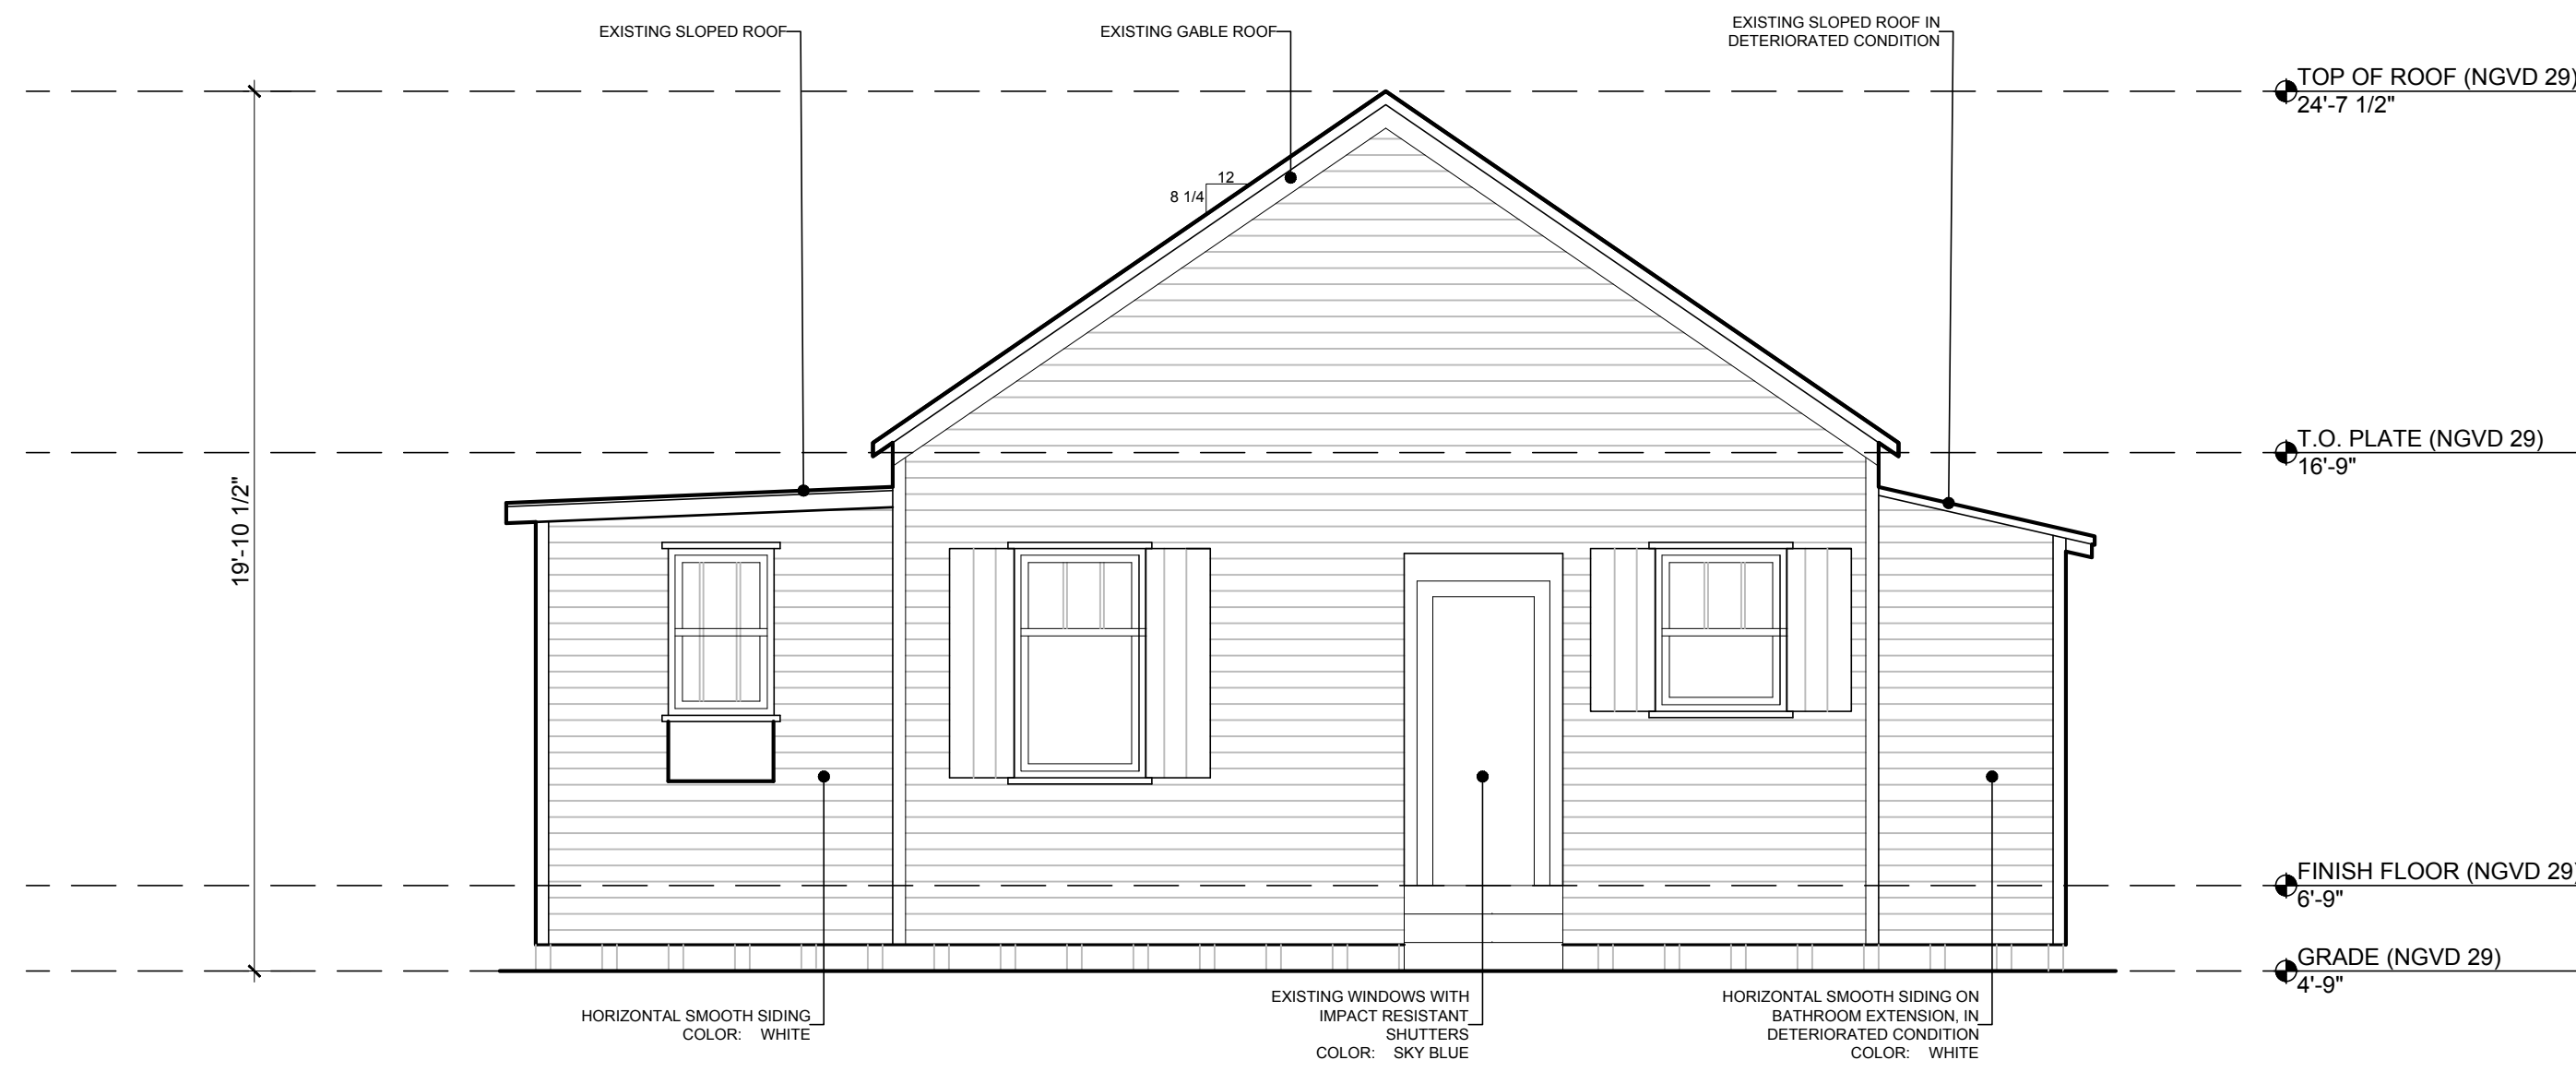 EXISTING SLOPED ROOF
EXISTING GABLE ROOF
EXISTING SLOPED ROOF IN
DETERIORATED CONDITION
TOP OF ROOF (NGVD 29)
24'-7 1/2"
12
8 1/4
T.O. PLATE (NGVD 29)
16'-9"
19'-10 1/2"
FINISH FLOOR (NGVD 29)
6'-9"
GRADE (NGVD 29)
4'-9"
HORIZONTAL SMOOTH SIDING
COLOR: WHITE
EXISTING WINDOWS WITH
IMPACT RESISTANT
SHUTTERS
COLOR: SKY BLUE
HORIZONTAL SMOOTH SIDING ON
BATHROOM EXTENSION, IN
DETERIORATED CONDITION
COLOR: WHITE